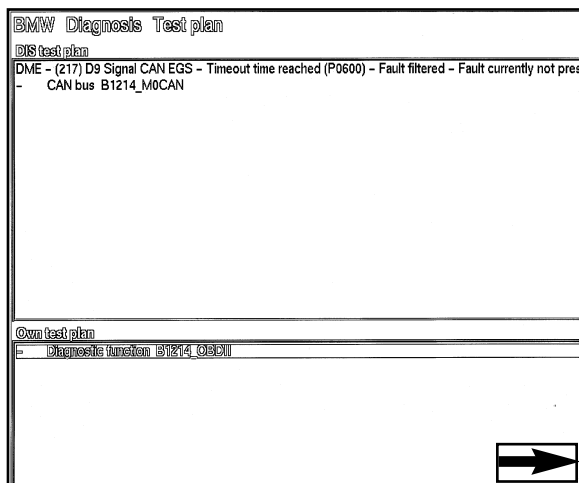 BMW Diagnosis Test plan
DIS test plan
DME – (217) D9 Signal CAN EGS – Timeout time reached (P0600) – Fault filtered – Fault currently not pres
– CAN bus B1214_M0CAN
Own test plan
– Diagnostic function B1214_OBDII